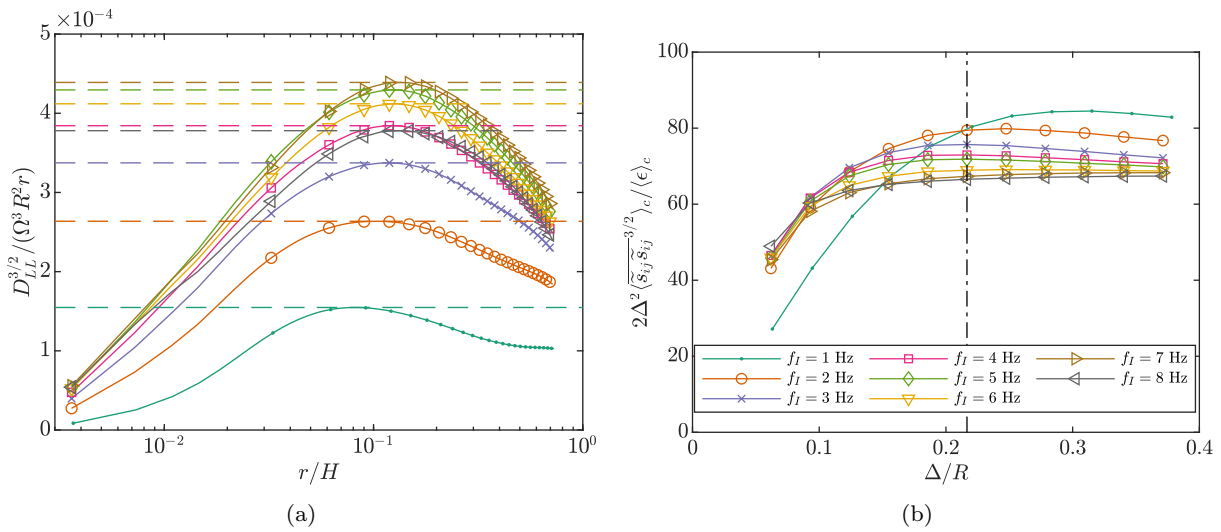 ×10⁻⁴
5
4
3
2
1
0
10⁻²
10⁻¹
10⁰
D_{LL}^{3/2}/(Ω³R²r)
r/H
(a)
100
80
60
40
20
0
0
0.1
0.2
0.3
0.4
2Δ²⟨\overline{\widetilde{s_{ij}}\widetilde{s_{ij}}}^{3/2}⟩_c/⟨⟨ϵ⟩⟩_c
Δ/R
f_I = 1 Hz
f_I = 4 Hz
f_I = 7 Hz
f_I = 2 Hz
f_I = 5 Hz
f_I = 8 Hz
f_I = 3 Hz
f_I = 6 Hz
(b)